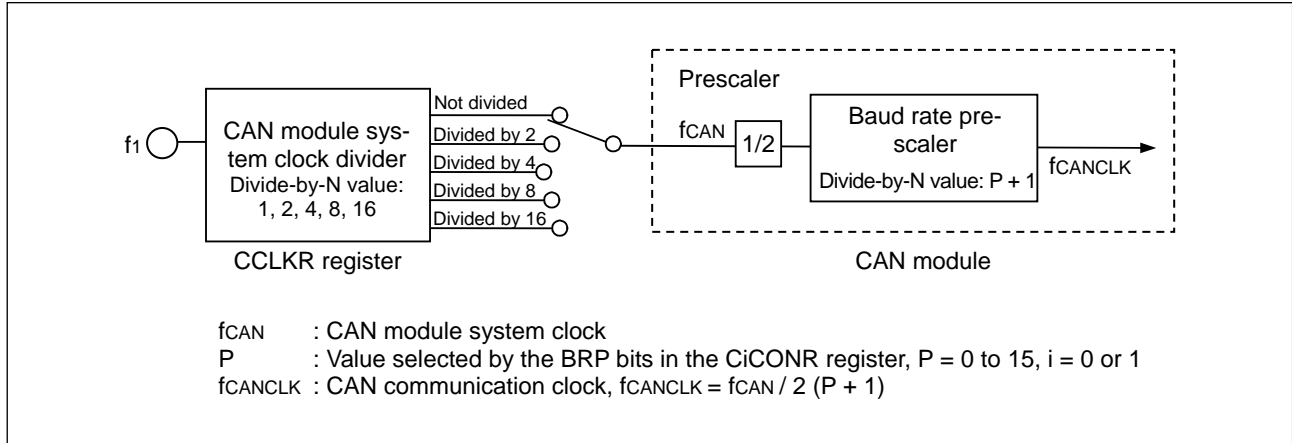 Prescaler
Not divided
Divided by 2
Divided by 4
Divided by 8
Divided by 16
f1
CAN module sys-
tem clock divider
Divide-by-N value:
1, 2, 4, 8, 16
CCLKR register
fCAN
1/2
Baud rate pre-
scaler
Divide-by-N value: P + 1
fCANCLK
CAN module
fCAN : CAN module system clock
P : Value selected by the BRP bits in the CiCONR register, P = 0 to 15, i = 0 or 1
fCANCLK : CAN communication clock, fCANCLK = fCAN / 2 (P + 1)